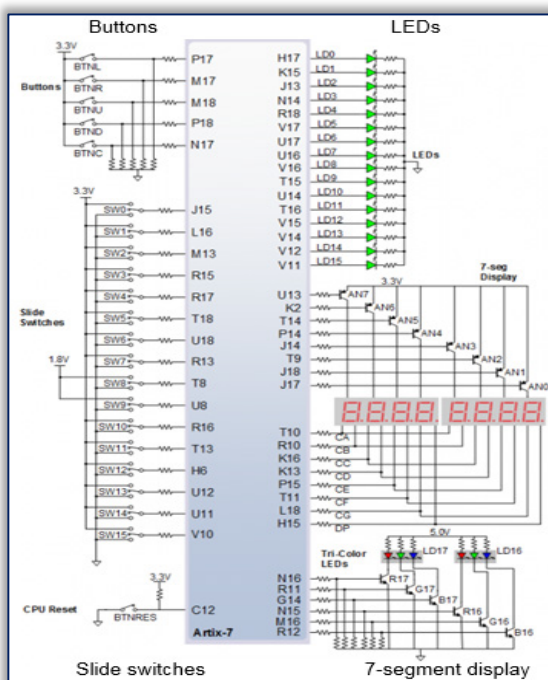 Buttons
LEDs
3.3V
BTNL
BTNR
BTNU
BTND
BTNC
Buttons
P17
M17
M18
P18
N17
H17
K15
J13
N14
R18
V17
U17
U16
V16
T15
U14
T16
V15
V14
V12
V11
LD0
LD1
LD2
LD3
LD4
LD5
LD6
LD7
LD8
LD9
LD10
LD11
LD12
LD13
LD14
LD15
LEDs
3.3V
SW0
SW1
SW2
SW3
SW4
SW5
SW6
SW7
SW8
SW9
SW10
SW11
SW12
SW13
SW14
SW15
Slide
Switches
1.8V
J15
L16
M13
R15
R17
T18
U18
R13
T8
U8
R16
T13
H6
U12
U11
V10
3.3V
7-seg
Display
U13
K2
T14
P14
J14
T9
J18
J17
AN7
AN6
AN5
AN4
AN3
AN2
AN1
AN0
8.8.8.8. 8.8.8.8.
T10
R10
K16
K13
P15
T11
L18
H15
CA
CB
CC
CD
CE
CF
CG
DP
5.0V
Tri-Color
LEDs
LD17
LD16
N16
R11
G14
N15
M16
R12
R17
G17
B17
R16
G16
B16
3.3V
CPU Reset
BTNRES
C12
Artix-7
Slide switches
7-segment display